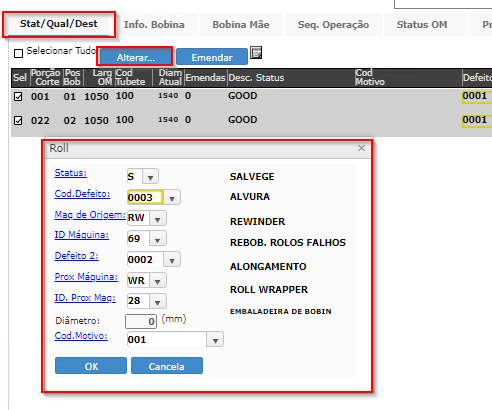 Stat/Qual/Dest Info. Bobina Bobina Mãe Seq. Operação Status OM
Selecionar Tudo Alterar... Emendar
Sel Porção Corte Pos Bob Larg OM Cod Tubete Diam Atual Emendas Desc. Status Cod Motivo Defeito
001 01 1050 100 1540 0 GOOD 0001
022 02 1050 100 1540 0 GOOD 0001
Roll
Status: S SALVEGE
Cod.Defeito: 0003 ALVURA
Maq de Origem: RW REWINDER
ID Máquina: 69 REBOB. ROLOS FALHOS
Defeito 2: 0002 ALONGAMENTO
Prox Máquina: WR ROLL WRAPPER
ID. Prox Maq: 28 EMBALADEIRA DE BOBIN
Diâmetro: 0 (mm)
Cod.Motivo: 001
OK Cancela